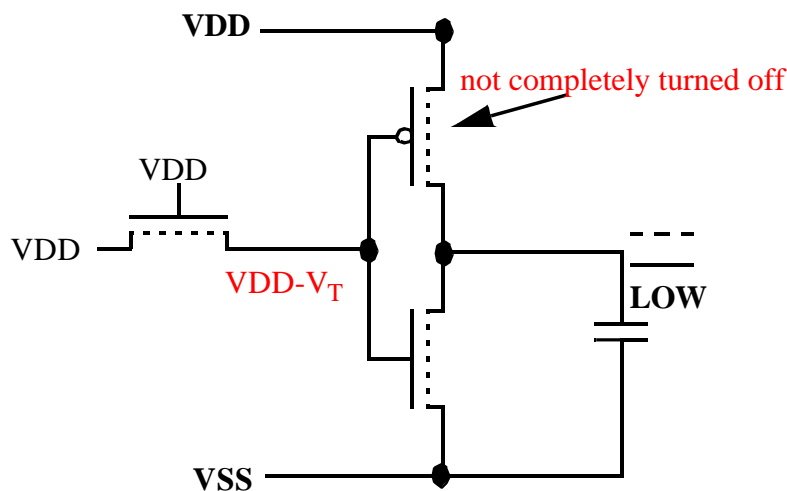 VDD
not completely turned off
VDD
VDD
VDD-VT
LOW
VSS